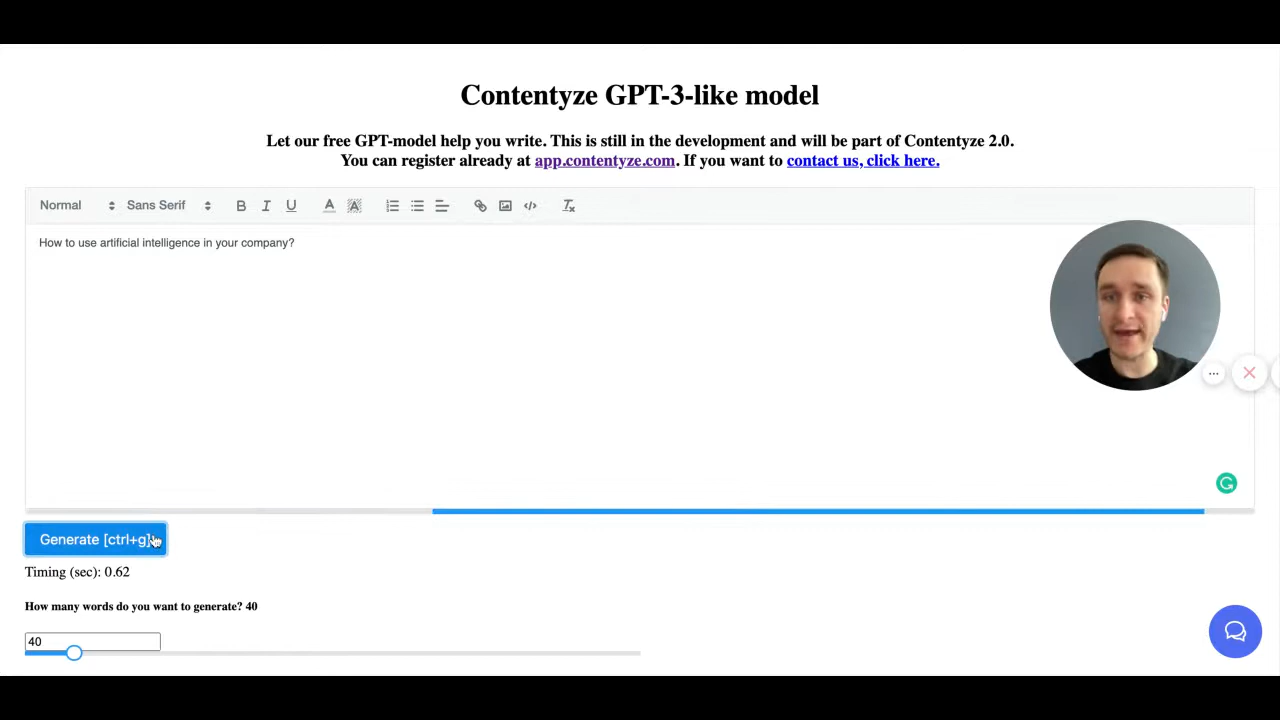 Contentyze GPT-3-like model
Let our free GPT-model help you write. This is still in the development and will be part of Contentyze 2.0.
You can register already at app.contentyze.com. If you want to contact us, click here.
Normal Sans Serif B I U A A
How to use artificial intelligence in your company?
Generate [ctrl+g]
Timing (sec): 0.62
How many words do you want to generate? 40
40